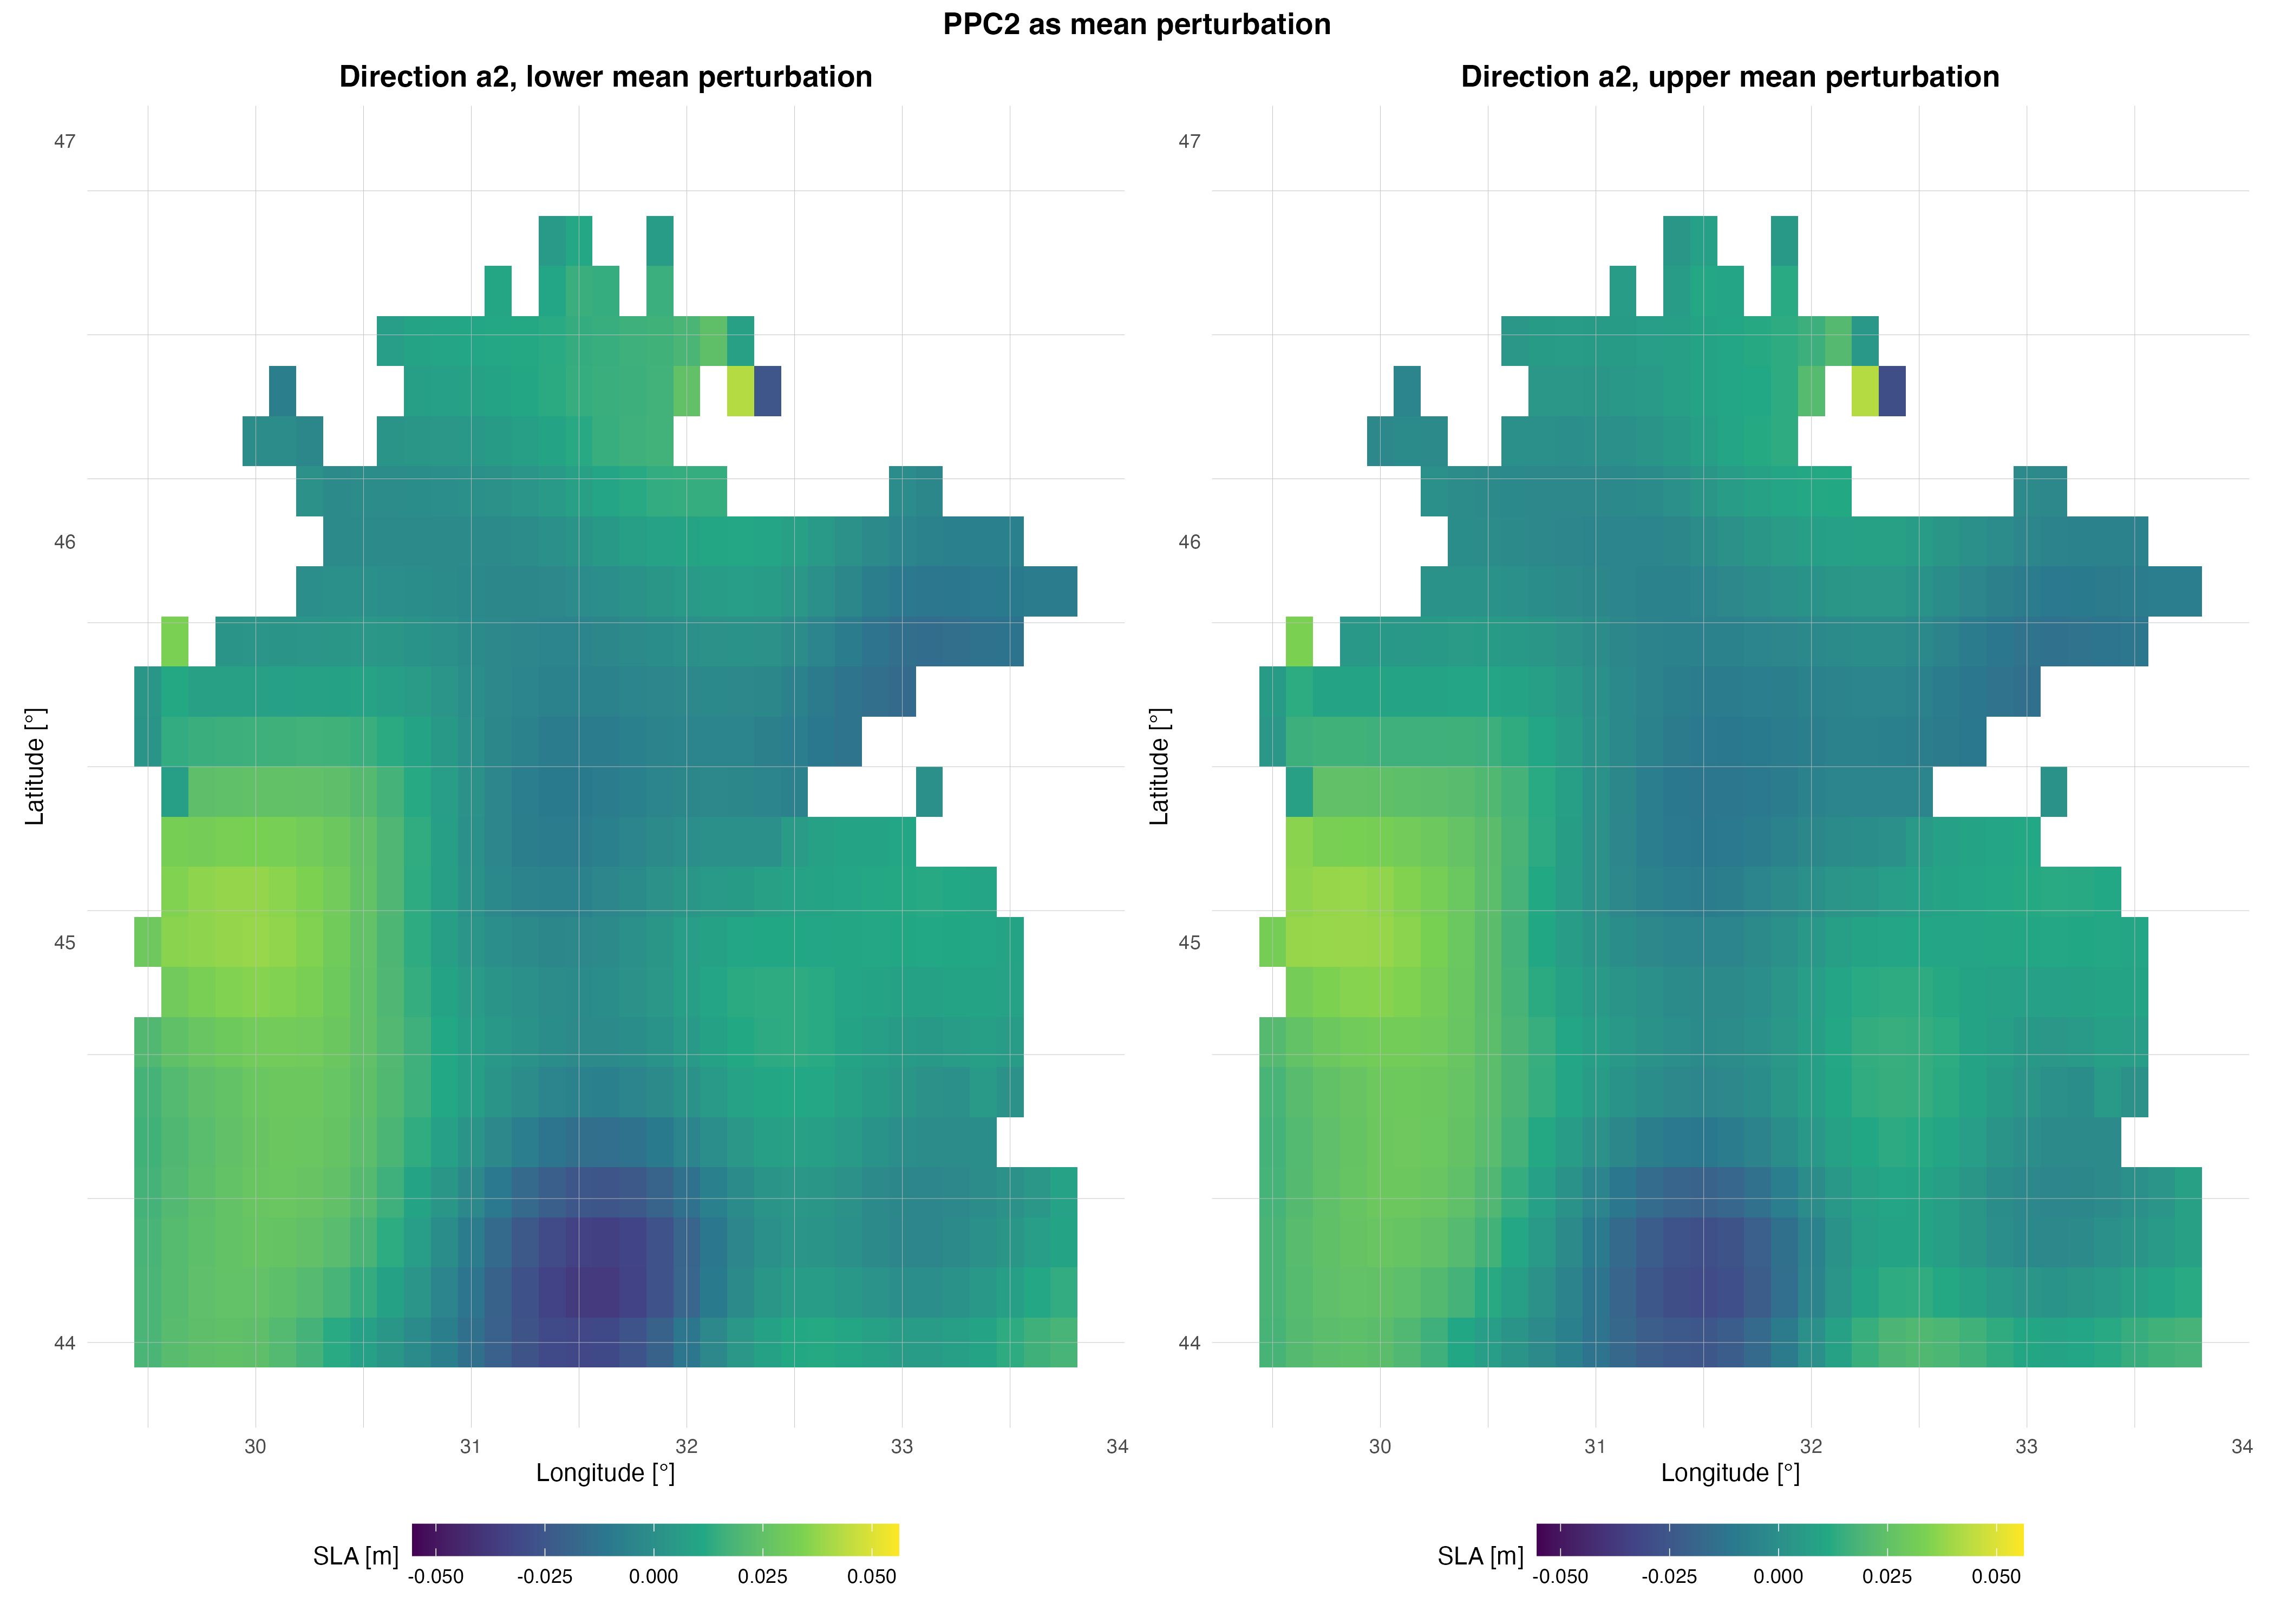 PPC2 as mean perturbation
Direction a2, lower mean perturbation
Direction a2, upper mean perturbation
47
46
45
44
Latitude [°]
30 31 32 33 34
Longitude [°]
SLA [m]
-0.050 -0.025 0.000 0.025 0.050
47
46
45
44
Latitude [°]
30 31 32 33 34
Longitude [°]
SLA [m]
-0.050 -0.025 0.000 0.025 0.050